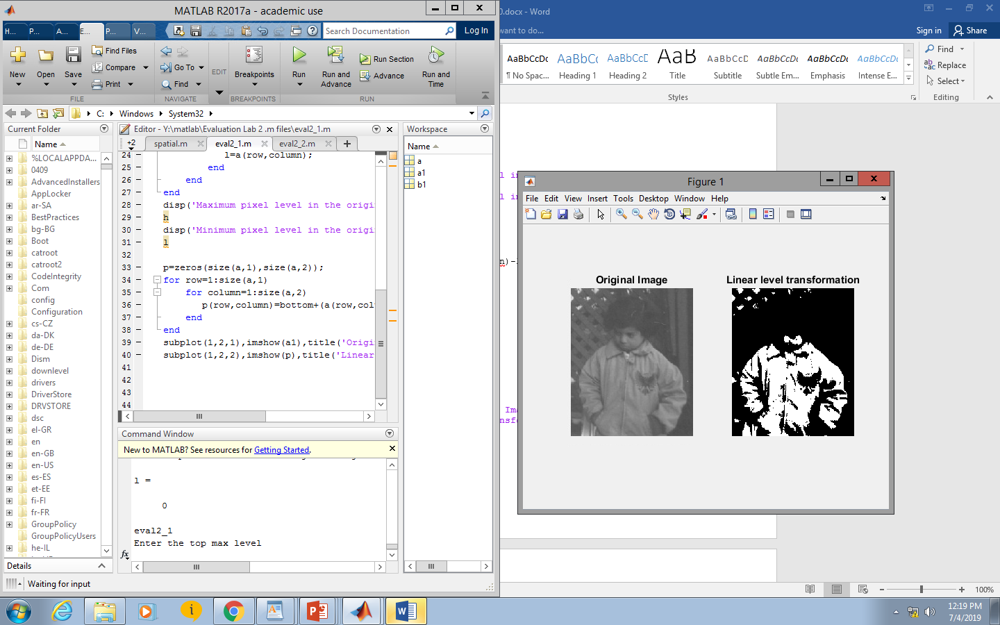 MATLAB R2017a - academic use
H... P... A... E... P... V...
Search Documentation
Log In
New
Open
Save
Find Files
Compare
Print
Go To
Find
EDIT
Breakpoints
Run
Run and Advance
Run Section
Advance
Run and Time
FILE
NAVIGATE
BREAKPOINTS
RUN
C: Windows System32
Current Folder
Name
%LOCALAPPDA...
0409
AdvancedInstallers
AppLocker
ar-SA
BestPractices
bg-BG
Boot
catroot
catroot2
CodeIntegrity
Com
config
Configuration
cs-CZ
da-DK
de-DE
Dism
downlevel
drivers
DriverStore
DRVSTORE
dsc
el-GR
en
en-GB
en-US
es-ES
et-EE
fi-FI
fr-FR
GroupPolicy
GroupPolicyUsers
he-IL
Details
Waiting for input
Editor - Y:\matlab\Evaluation Lab 2 .m files\eval2_1.m
+2 spatial.m eval2_1.m eval2_2.m
24 l=a(row,column);
25 end
26 end
27 end
28 disp('Maximum pixel level in the origi
29 h
30 disp('Minimum pixel level in the origi
31 l
32
33 p=zeros(size(a,1),size(a,2));
34 for row=1:size(a,1)
35 for column=1:size(a,2)
36 p(row,column)=bottom+(a(row,col
37 end
38 end
39 subplot(1,2,1),imshow(a1),title('Origi
40 subplot(1,2,2),imshow(p),title('Linear
41
42
43
44
Command Window
New to MATLAB? See resources for Getting Started.
l =
0
eval2_1
Enter the top max level
fx
Workspace
Name
a
a1
b1
0.docx - Word
want to do...
Sign in
Share
AaBbCcDc
AaBbCc
AaBbCcE
AaB
AaBbCcD
AaBbCcDc
AaBbCcDc
AaBbCcDc
¶ No Spac...
Heading 1
Heading 2
Title
Subtitle
Subtle Em...
Emphasis
Intense E...
Styles
Find
Replace
Select
Editing
l in
l in
n)-
Ima
nsfo
Figure 1
File Edit View Insert Tools Desktop Window Help
Original Image
Linear level transformation
100%
12:19 PM
7/4/2019